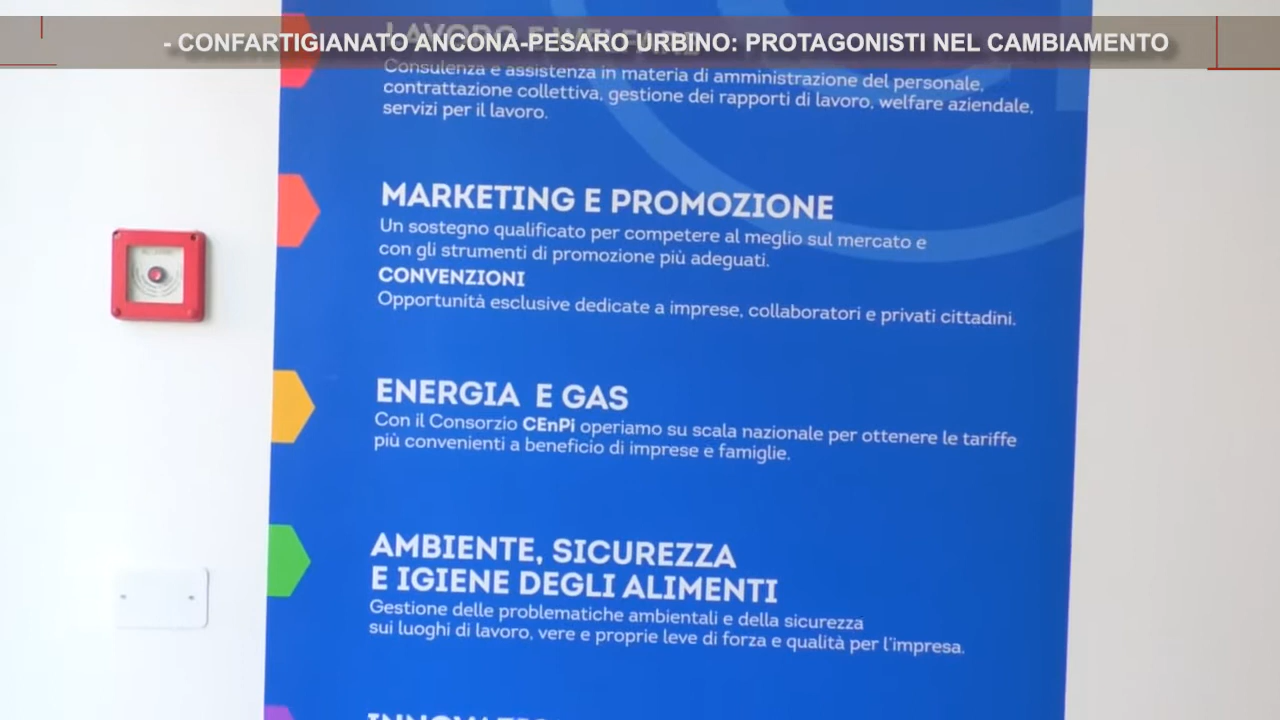 - CONFARTIGIANATO ANCONA-PESARO URBINO: PROTAGONISTI NEL CAMBIAMENTO
LAVORO E WELFARE
Consulenza e assistenza in materia di amministrazione del personale,
contrattazione collettiva, gestione dei rapporti di lavoro, welfare aziendale,
servizi per il lavoro.
MARKETING E PROMOZIONE
Un sostegno qualificato per competere al meglio sul mercato e
con gli strumenti di promozione più adeguati.
CONVENZIONI
Opportunità esclusive dedicate a imprese, collaboratori e privati cittadini.
ENERGIA E GAS
Con il Consorzio CEnPi operiamo su scala nazionale per ottenere le tariffe
più convenienti a beneficio di imprese e famiglie.
AMBIENTE, SICUREZZA
E IGIENE DEGLI ALIMENTI
Gestione delle problematiche ambientali e della sicurezza
sui luoghi di lavoro, vere e proprie leve di forza e qualità per l'impresa.